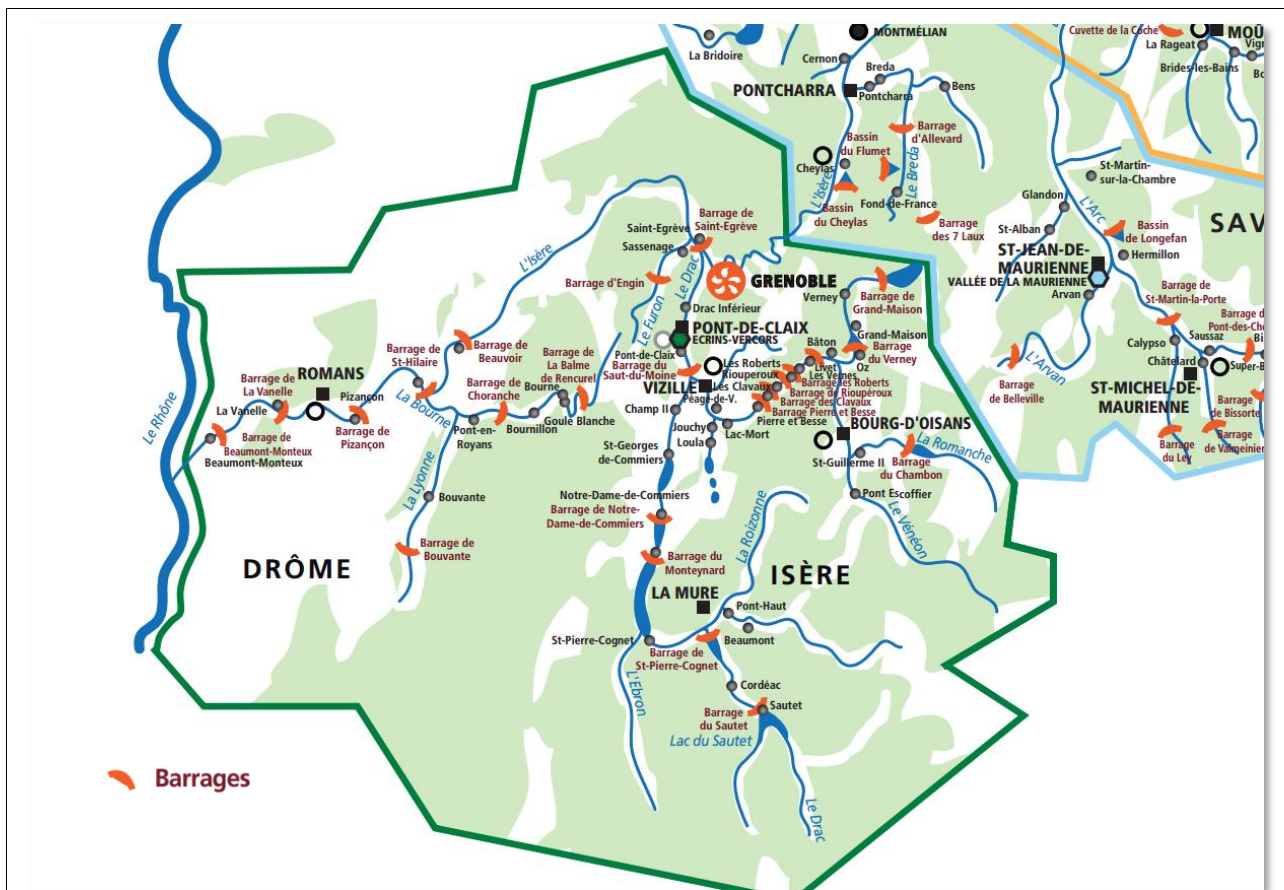 MONTMÉLIAN
La Bridoire
Cernon
Breda
PONTCHARRA
Pontcharra
Bens
Cuvette de la Coche
La Rageat
Brides-les-Bains
Barrage
d'Allevard
Bassin
du Flumet
Cheylas
L'Isère
Le Breda
Fond-de-France
Bassin
du Cheylas
Barrage
des 7 Laux
St-Martin-
sur-la-Chambre
Glandon
L'Arc
St-Alban
Bassin
de Longefan
Hermillon
SAV
ST-JEAN-DE-
MAURIENNE
VALLÉE DE LA MAURIENNE
Arvan
Barrage de
St-Martin-la-Porte
Saussaz
Calypso
Châtelard
ST-MICHEL-DE-
MAURIENNE
L'Arvan
Barrage
de Belleville
Barrage
du Ley
Barrage
de Bissorte
Barrage
de Valmeinier
Barrage de
Saint-Egrève
Saint-Egrève
Sassenage
L'Isère
Barrage d'Engin
Le Furon
Le Drac
GRENOBLE
Drac Inférieur
PONT-DE-CLAIX
ECRINS-VERCORS
Pont-de-Claix
Barrage du
Saut-du-Moine
Verney
Barrage de
Grand-Maison
Grand-Maison
Barrage
du Verney
Bâton
Oz
Livet
Les Vernes
Les Roberts
Riouperoux
Les Clavaux
VIZILLE
Péage-de-V.
Barrage les Roberts
Barrage de Riouperoux
Barrage des Clavaux
Barrage Pierre et Besse
Pierre et Besse
Champ II
Jouchy
Loula
Lac-Mort
BOURG-D'OISANS
St-Guillerme II
Barrage
du Chambon
La Romanche
Pont Escoffier
Le Vénéon
St-Georges
de-Commiers
Notre-Dame-de-Commiers
Barrage de Notre-
Dame-de-Commiers
Barrage du
Monteynard
La Roizonne
ISÈRE
LA MURE
Pont-Haut
Beaumont
St-Pierre-Cognet
Barrage de
St-Pierre-Cognet
L'Ebron
Cordéac
Sautet
Barrage
du Sautet
Lac du Sautet
Le Drac
Barrage de
Beauvoir
Barrage de
St-Hilaire
ROMANS
Barrage de
La Vanelle
La Vanelle
Pizançon
Barrage de
Pizançon
Barrage de
Beaumont-Monteux
Beaumont-Monteux
Le Rhône
La Bourne
Barrage de
Choranche
Barrage de
La Balme
de Rencurel
Bourne
Goule Blanche
Bournillon
Pont-en-
Royans
La Lyonne
Bouvante
Barrage de
Bouvante
DRÔME
Barrages